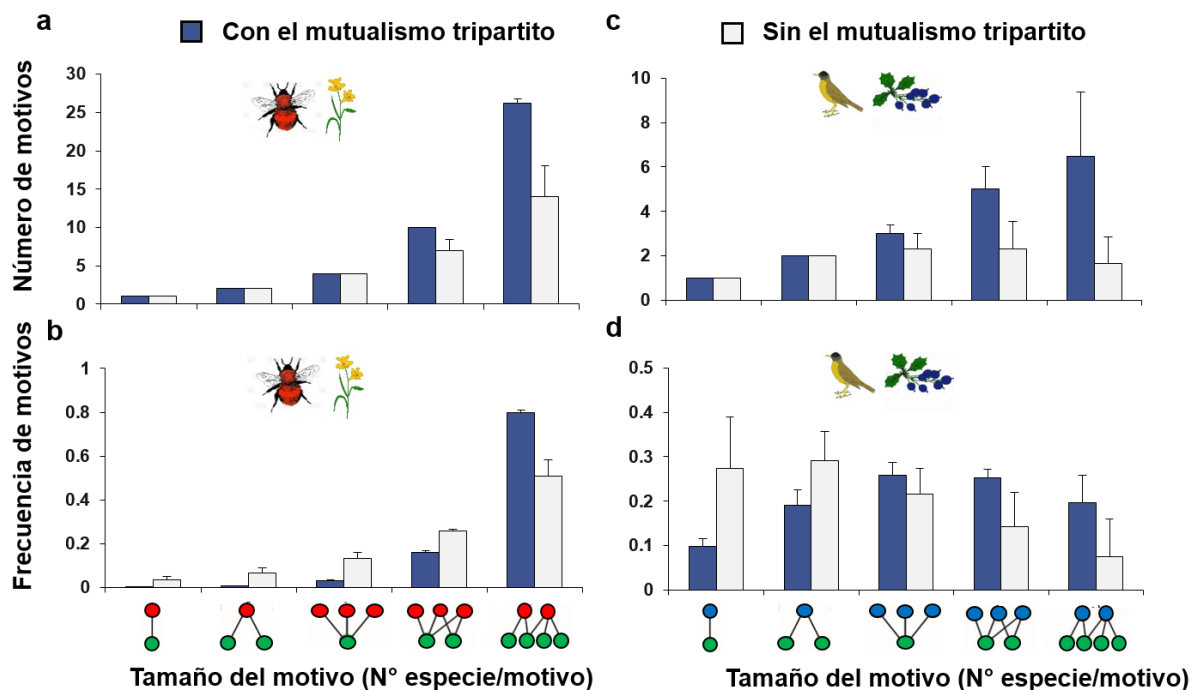 a
Con el mutualismo tripartito
c
Sin el mutualismo tripartito
Número de motivos
30
25
20
15
10
5
0
10
8
6
4
2
0
b
d
Frecuencia de motivos
1
0.8
0.6
0.4
0.2
0
0.5
0.4
0.3
0.2
0.1
0
Tamaño del motivo (N° especie/motivo)
Tamaño del motivo (N° especie/motivo)